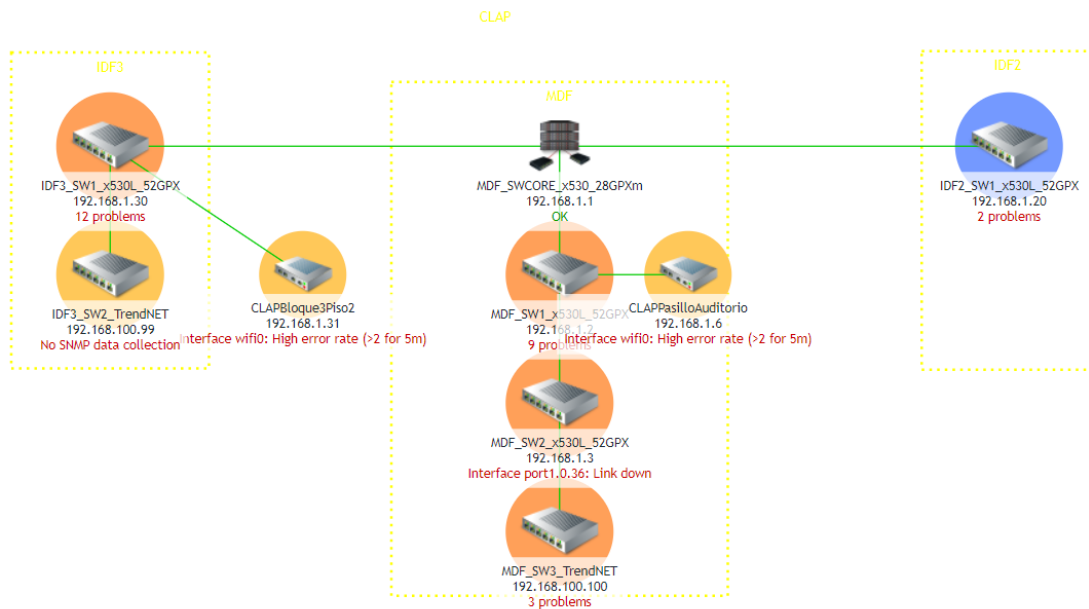 CLAP
IDF3
IDF3_SW1_x530L_52GPX
192.168.1.30
12 problems
IDF3_SW2_TrendNET
192.168.100.99
No SNMP data collection
CLAPBloque3Piso2
192.168.1.31
Interface wifi0: High error rate (>2 for 5m)
MDF
MDF_SWCORE_x530_28GPXm
192.168.1.1
OK
MDF_SW1_x530L_52GPX
192.168.1.2
9 problems
CLAPPasilloAuditorio
192.168.1.6
Interface wifi0: High error rate (>2 for 5m)
MDF_SW2_x530L_52GPX
192.168.1.3
Interface port1.0.36: Link down
MDF_SW3_TrendNET
192.168.100.100
3 problems
IDF2
IDF2_SW1_x530L_52GPX
192.168.1.20
2 problems